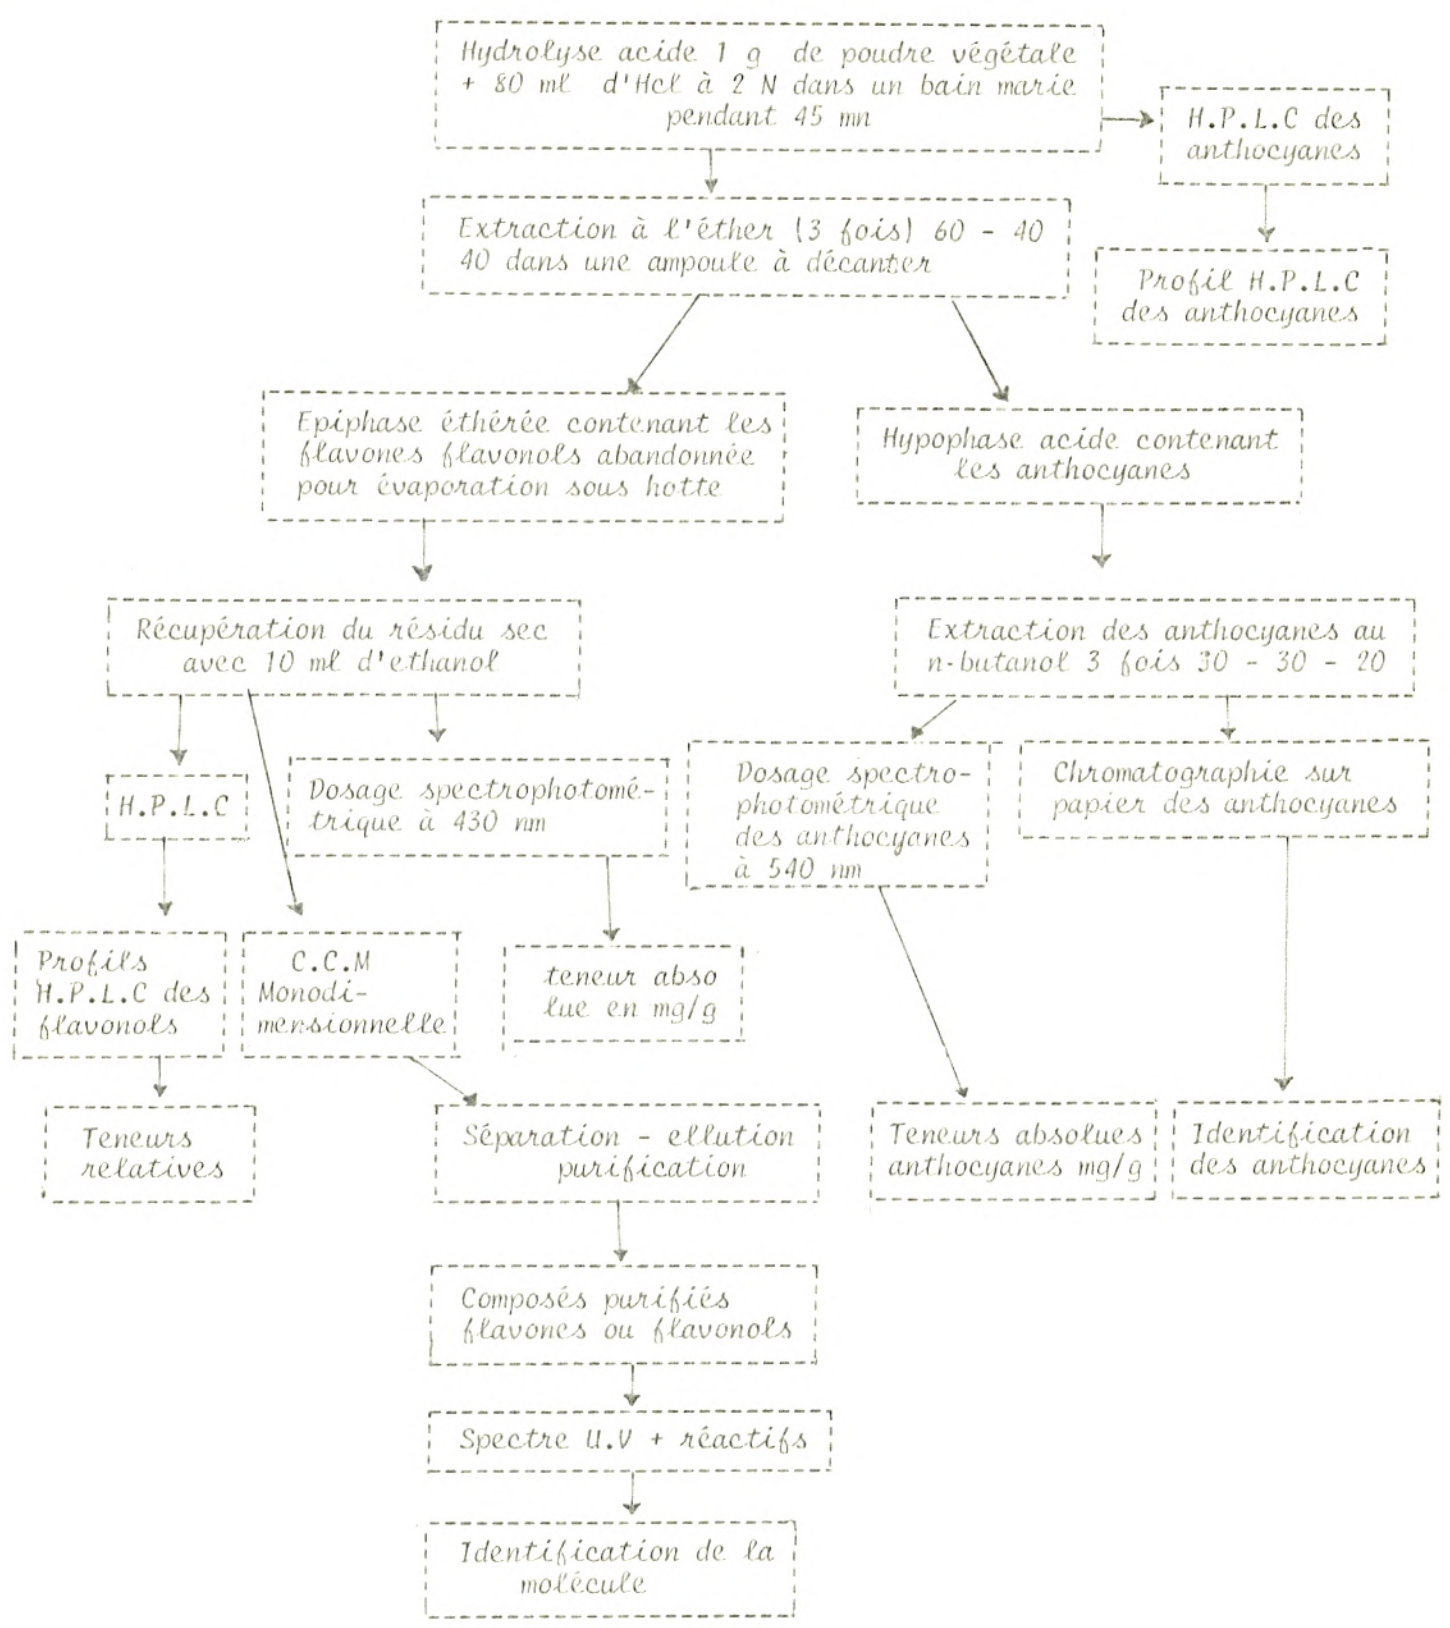 Hydrolyse acide 1 g de poudre végétale
+ 80 ml d'Hcl à 2 N dans un bain marie
pendant 45 mn
H.P.L.C des
anthocyanes
Extraction à l'éther (3 fois) 60 - 40
40 dans une ampoule à décanter
Profil H.P.L.C
des anthocyanes
Epiphase éthérée contenant les
flavones flavonols abandonnée
pour évaporation sous hotte
Hypophase acide contenant
les anthocyanes
Récupération du résidu sec
avec 10 ml d'ethanol
Extraction des anthocyanes au
n-butanol 3 fois 30 - 30 - 20
H.P.L.C
Dosage spectrophotomé-
trique à 430 nm
Dosage spectro-
photométrique
des anthocyanes
à 540 nm
Chromatographie sur
papier des anthocyanes
Profils
H.P.L.C des
flavonols
C.C.M
Monodi-
mensionnelle
teneur abso
lue en mg/g
Teneurs
relatives
Séparation - ellution
purification
Teneurs absolues
anthocyanes mg/g
Identification
des anthocyanes
Composés purifiés
flavones ou flavonols
Spectre U.V + réactifs
Identification de la
molécule